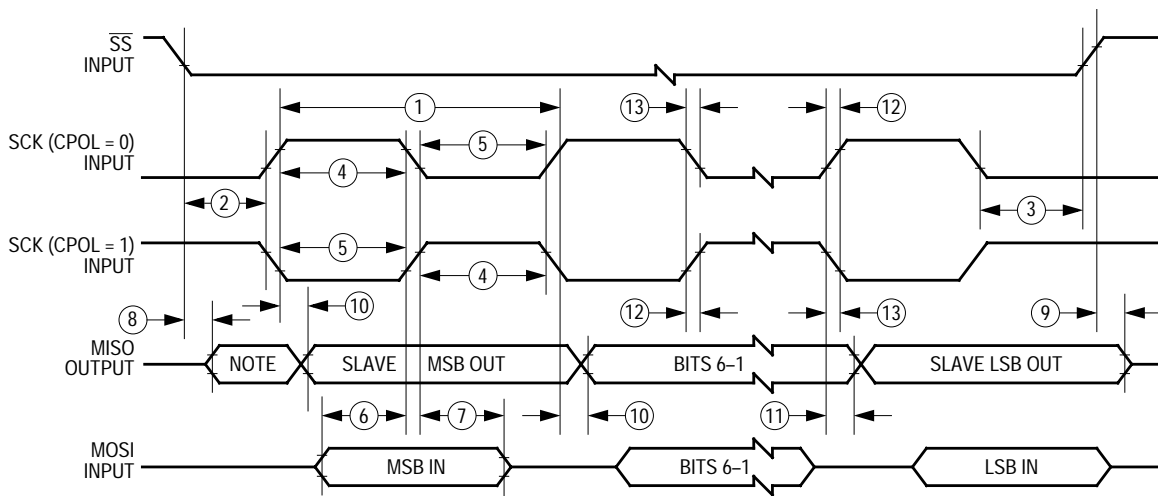 SS
INPUT
1
13
12
SCK (CPOL = 0)
INPUT
5
4
2
3
SCK (CPOL = 1)
INPUT
5
4
8
10
12
13
9
MISO
OUTPUT
NOTE
SLAVE
MSB OUT
BITS 6–1
SLAVE LSB OUT
6
7
10
11
MOSI
INPUT
MSB IN
BITS 6–1
LSB IN